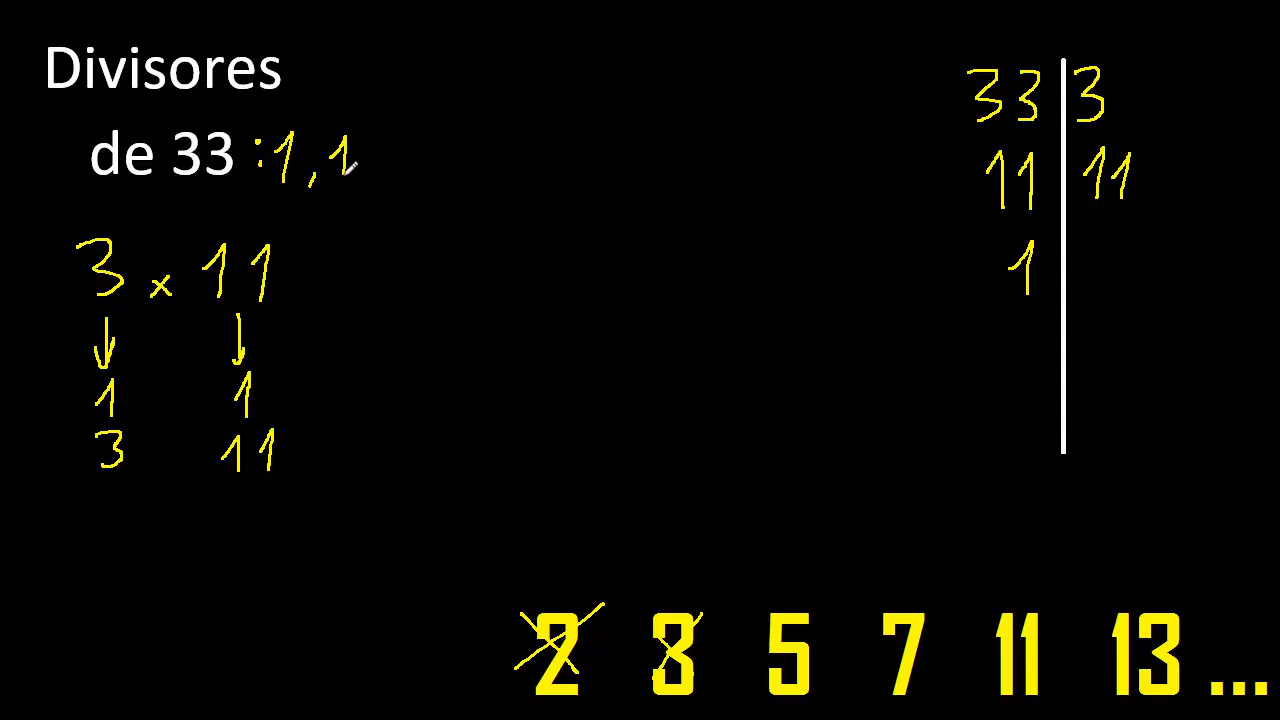 Divisores
de 33 : 1, 1
3 x 11
1 1
3 11
33 3
11 11
1
2 3 5 7 11 13 ...